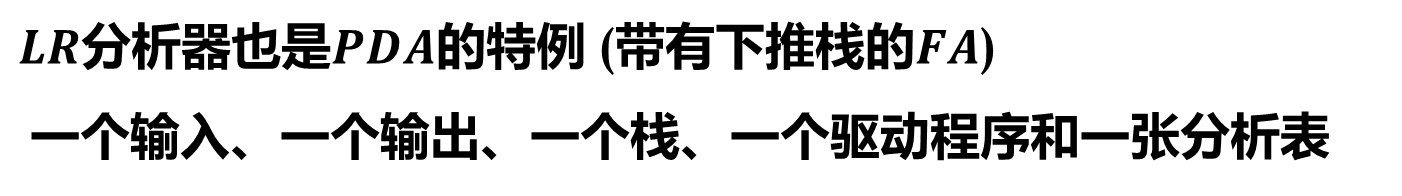 LR分析器也是PDA的特例 (带有下推栈的FA)
一个输入、一个输出、一个栈、一个驱动程序和一张分析表